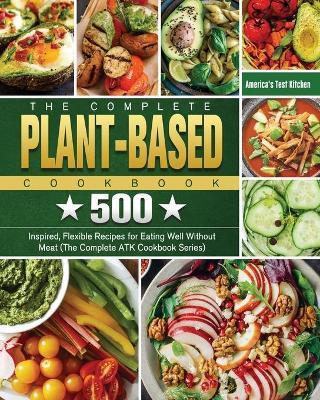 America's Test Kitchen
THE COMPLETE
PLANT-BASED
COOKBOOK
★ 500 ★
Inspired, Flexible Recipes for Eating Well Without
Meat (The Complete ATK Cookbook Series)